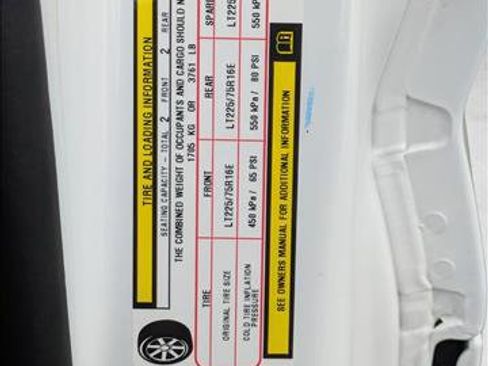 TIRE AND LOADING INFORMATION
SEATING CAPACITY - TOTAL 2 FRONT 2 REAR
THE COMBINED WEIGHT OF OCCUPANTS AND CARGO SHOULD
1705 KG OR 3761 LB
TIRE FRONT REAR
ORIGINAL TIRE SIZE LT225/75R16E LT225/75R16E LT225
COLD TIRE INFLATION PRESSURE 450 kPa / 65 PSI 550 kPa / 80 PSI 550
SEE OWNERS MANUAL FOR ADDITIONAL INFORMATION